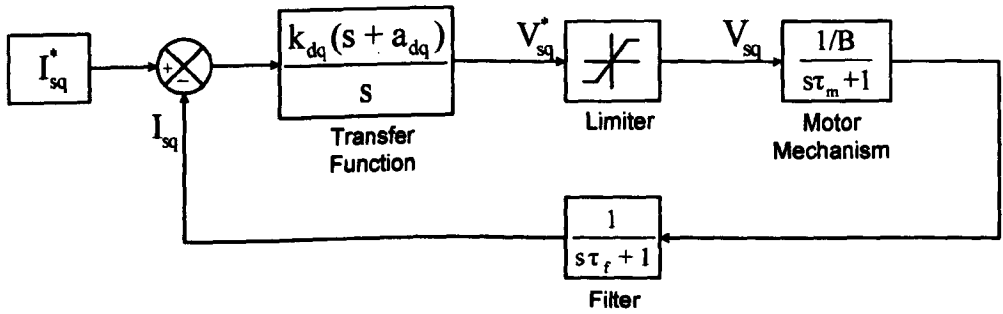 I*sq
+
−
Isq
kdq(s + adq)
s
Transfer
Function
V*sq
Limiter
Vsq
1/B
sτm +1
Motor
Mechanism
1
sτf + 1
Filter